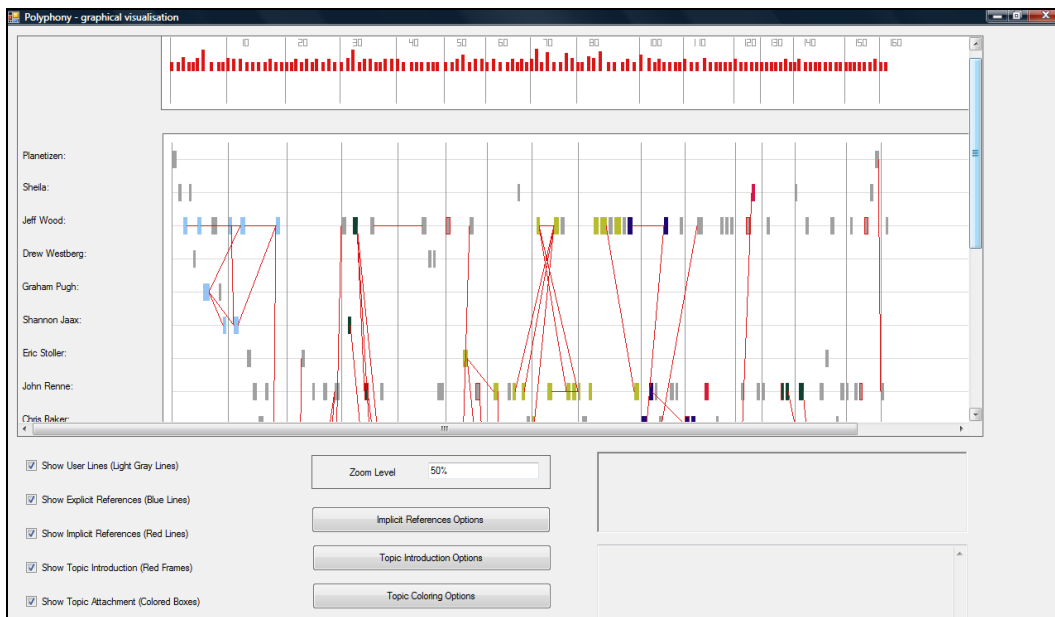 Polyphony - graphical visualisation
10 20 30 40 50 60 70 80 100 110 120 130 140 150 160
Planetizen:
Sheila:
Jeff Wood:
Drew Westberg:
Graham Pugh:
Shannon Jaax:
Eric Stoller:
John Renne:
Chris Baker:
Show User Lines (Light Gray Lines)
Show Explicit References (Blue Lines)
Show Implicit References (Red Lines)
Show Topic Introduction (Red Frames)
Show Topic Attachment (Colored Boxes)
Zoom Level 50%
Implicit References Options
Topic Introduction Options
Topic Coloring Options